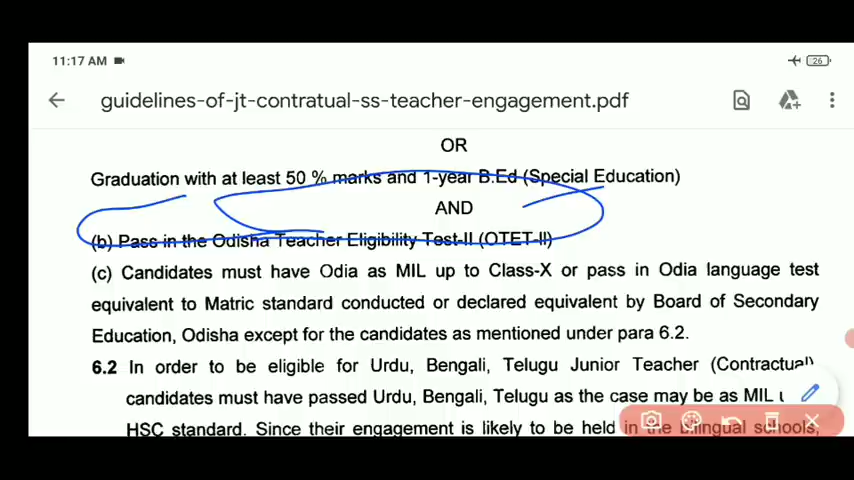 11:17 AM
26
guidelines-of-jt-contratual-ss-teacher-engagement.pdf
OR
Graduation with at least 50 % marks and 1-year B.Ed (Special Education)
AND
(b) Pass in the Odisha Teacher Eligibility Test-II (OTET-II)
(c) Candidates must have Odia as MIL up to Class-X or pass in Odia language test
equivalent to Matric standard conducted or declared equivalent by Board of Secondary
Education, Odisha except for the candidates as mentioned under para 6.2.
6.2 In order to be eligible for Urdu, Bengali, Telugu Junior Teacher (Contractual)
candidates must have passed Urdu, Bengali, Telugu as the case may be as MIL
HSC standard. Since their engagement is likely to be held in the Bilingual schools,